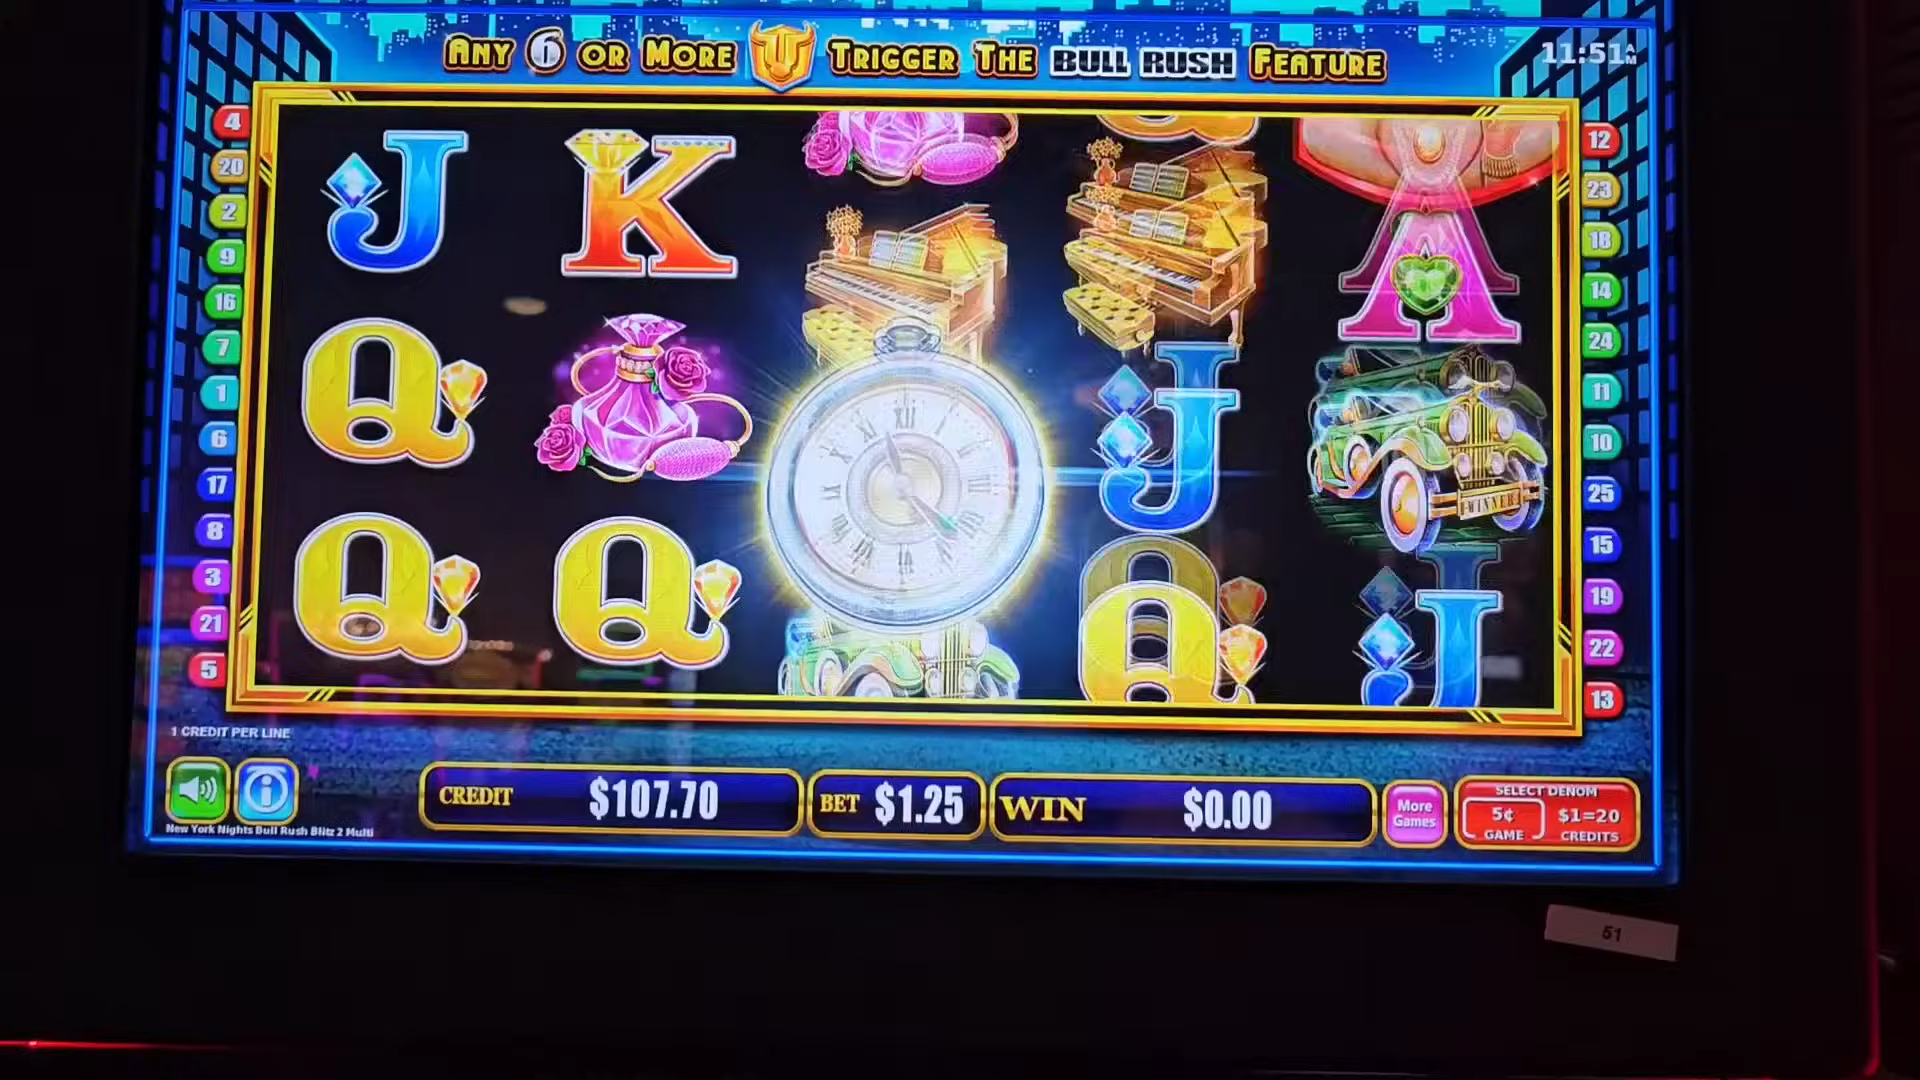 ANY 6 OR MORE TRIGGER THE BULL RUSH FEATURE
11:51 AM
4
20
2
9
16
7
1
6
17
8
3
21
5
J
K
A
Q
J
WINNER
Q
Q
Q
J
XII
12
23
18
14
24
11
10
25
15
19
22
13
1 CREDIT PER LINE
CREDIT $107.70
BET $1.25
WIN $0.00
More Games
SELECT DENOM
5¢ GAME
$1=20 CREDITS
New York Nights Bull Rush Blitz 2 Multi
51